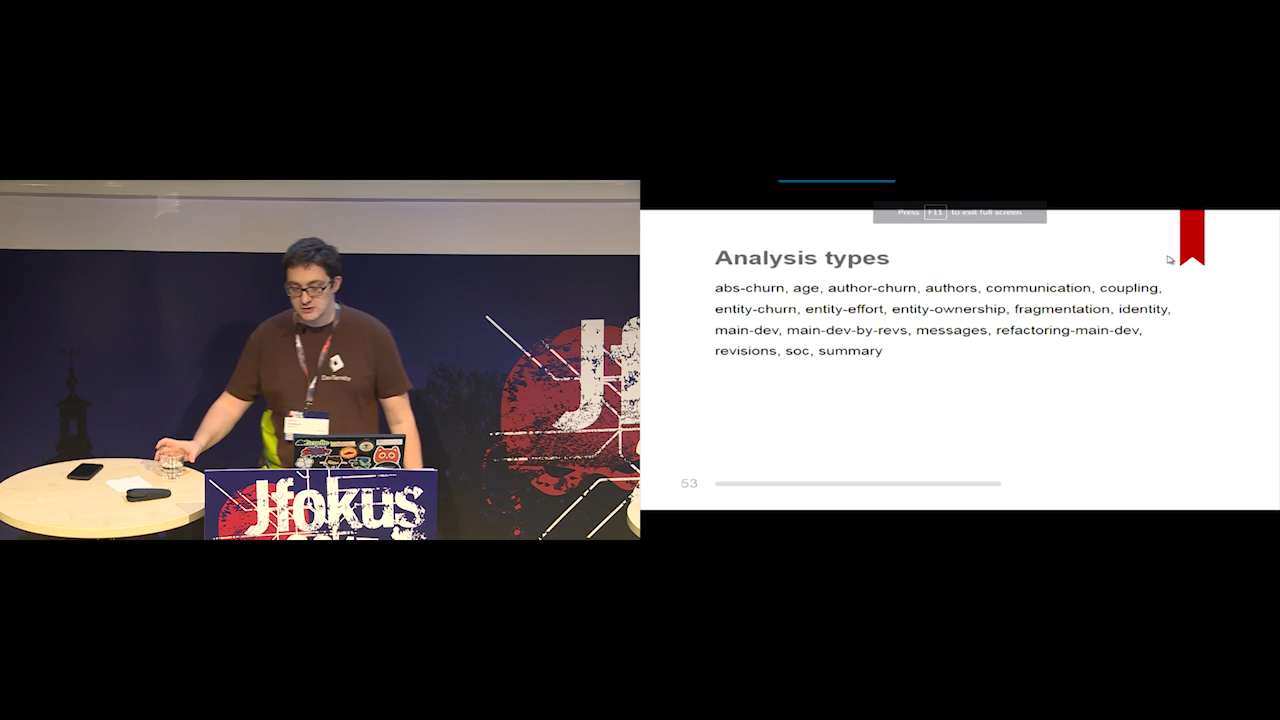 Press F11 to exit full screen
Analysis types
abs-churn, age, author-churn, authors, communication, coupling,
entity-churn, entity-effort, entity-ownership, fragmentation, identity,
main-dev, main-dev-by-revs, messages, refactoring-main-dev,
revisions, soc, summary
53
DevTernity
Jfokus
Jf